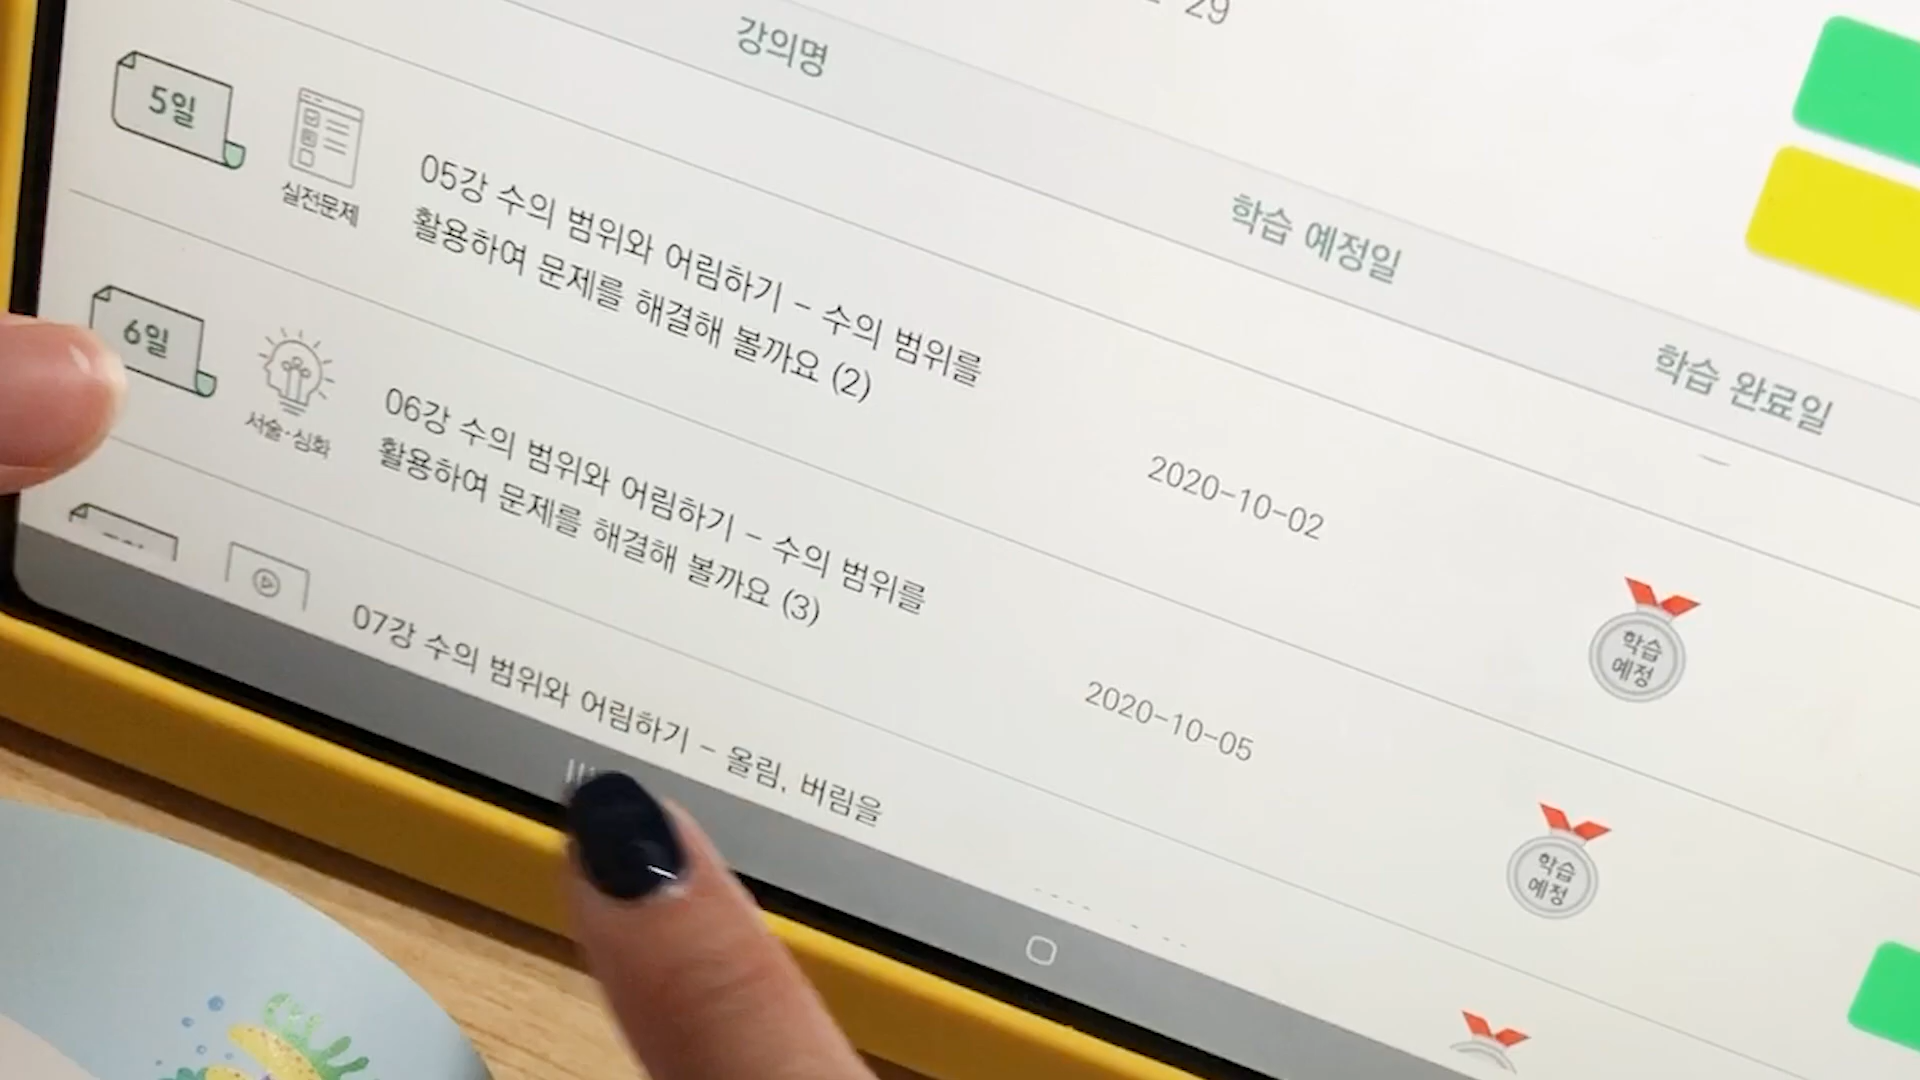 29
강의명
학습 예정일
학습 완료일
5일
실전문제
05강 수의 범위와 어림하기 - 수의 범위를
활용하여 문제를 해결해 볼까요 (2)
2020-10-02
학습
예정
6일
서술·심화
06강 수의 범위와 어림하기 - 수의 범위를
활용하여 문제를 해결해 볼까요 (3)
2020-10-05
학습
예정
07강 수의 범위와 어림하기 - 올림, 버림을